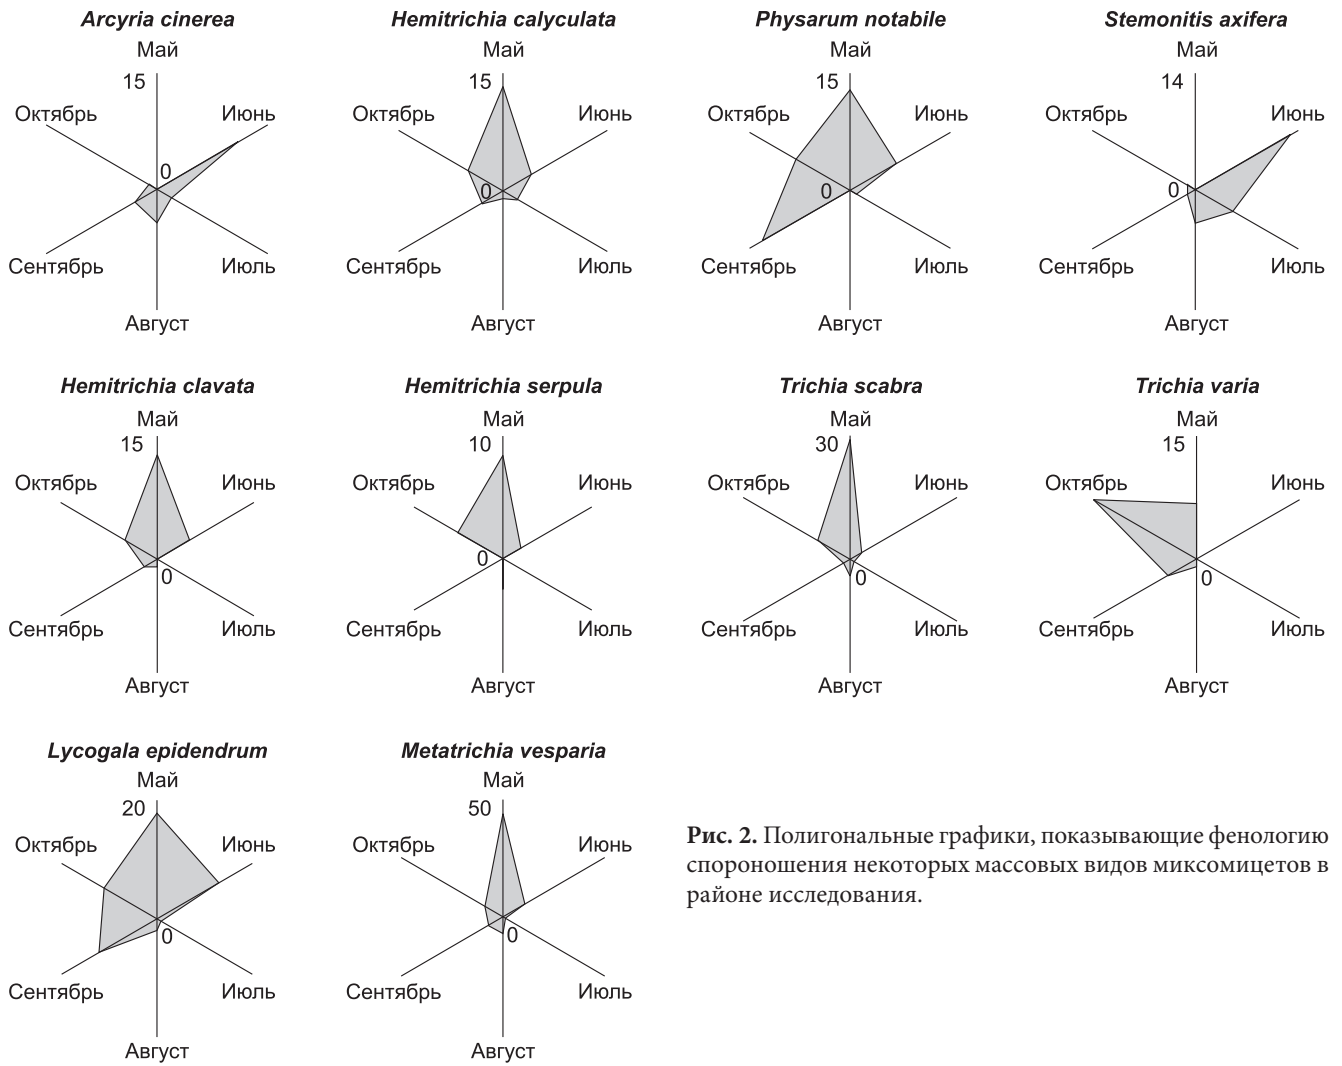 Arcyria cinerea
Май
15
Октябрь
Июнь
0
Сентябрь
Июль
Август
Hemitrichia calyculata
Май
15
Октябрь
Июнь
0
Сентябрь
Июль
Август
Physarum notabile
Май
15
Октябрь
Июнь
0
Сентябрь
Июль
Август
Stemonitis axifera
Май
14
Октябрь
Июнь
0
Сентябрь
Июль
Август
Hemitrichia clavata
Май
15
Октябрь
Июнь
0
Сентябрь
Июль
Август
Hemitrichia serpula
Май
10
Октябрь
Июнь
0
Сентябрь
Июль
Август
Trichia scabra
Май
30
Октябрь
Июнь
0
Сентябрь
Июль
Август
Trichia varia
Май
15
Октябрь
Июнь
0
Сентябрь
Июль
Август
Lycogala epidendrum
Май
20
Октябрь
Июнь
0
Сентябрь
Июль
Август
Metatrichia vesparia
Май
50
Октябрь
Июнь
0
Сентябрь
Июль
Август
Рис. 2. Полигональные графики, показывающие фенологию
спороношения некоторых массовых видов миксомицетов в
районе исследования.